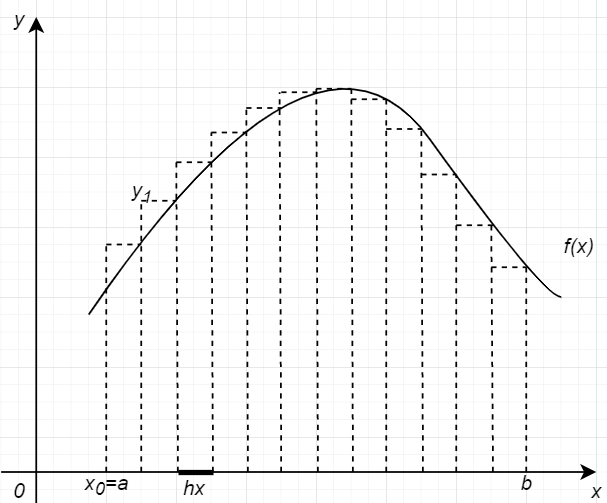 y
y₁
f(x)
0
x₀=a
hx
b
x